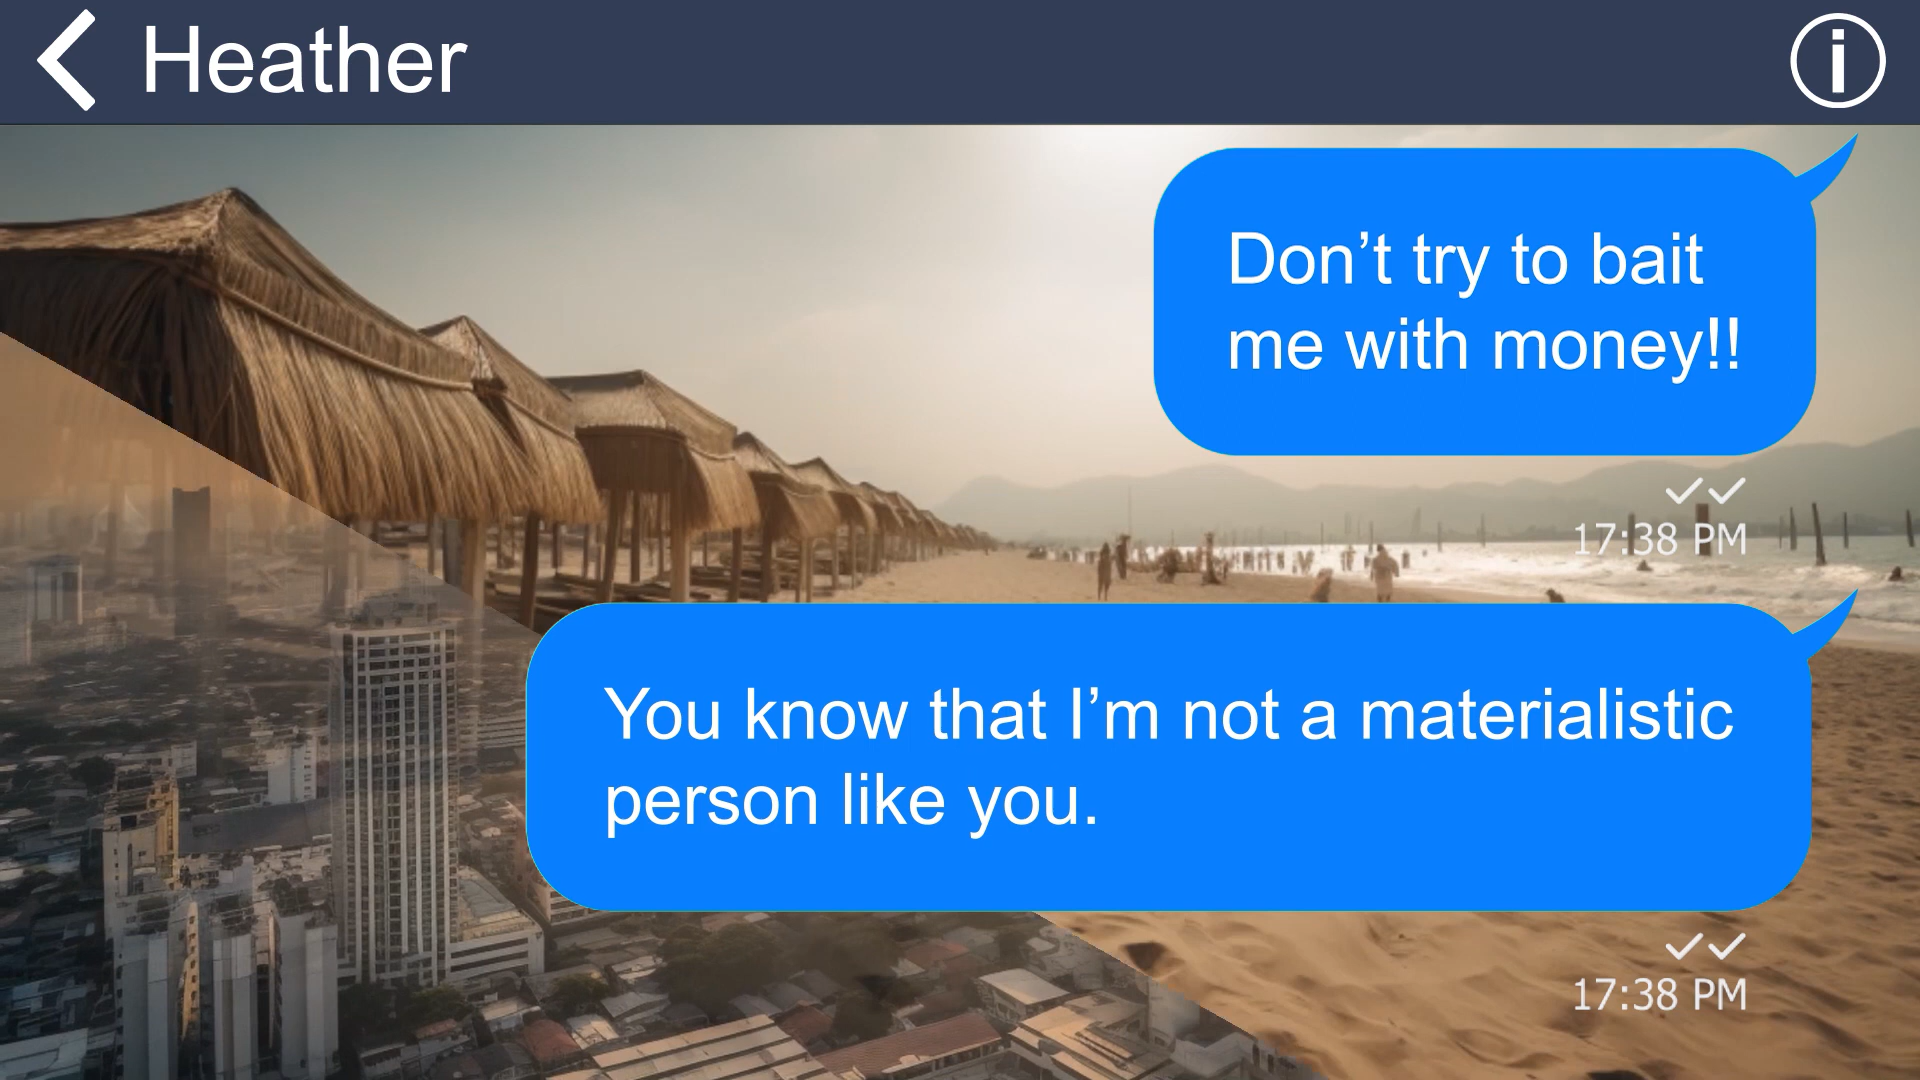 Heather
Don’t try to bait
me with money!!
17:38 PM
You know that I’m not a materialistic
person like you.
17:38 PM